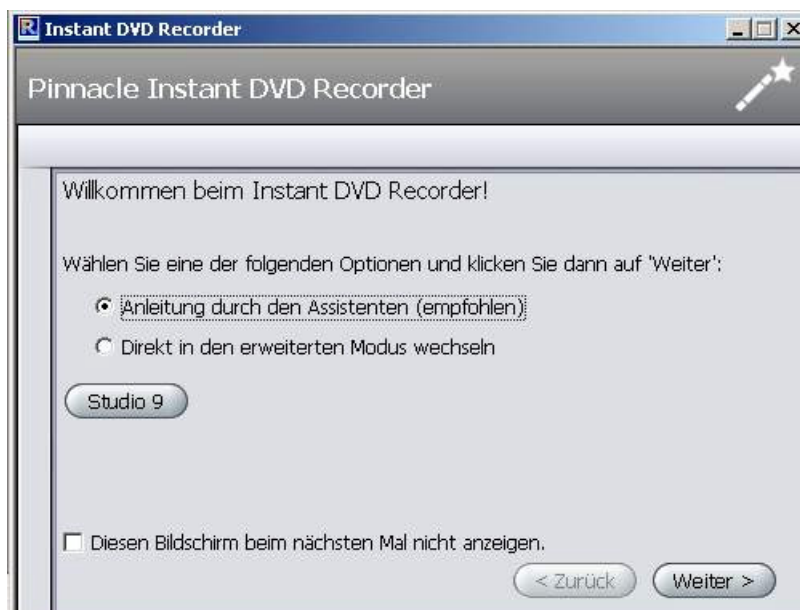 Instant DVD Recorder
Pinnacle Instant DVD Recorder
Willkommen beim Instant DVD Recorder!
Wählen Sie eine der folgenden Optionen und klicken Sie dann auf 'Weiter':
Anleitung durch den Assistenten (empfohlen)
Direkt in den erweiterten Modus wechseln
Studio 9
Diesen Bildschirm beim nächsten Mal nicht anzeigen.
< Zurück Weiter >